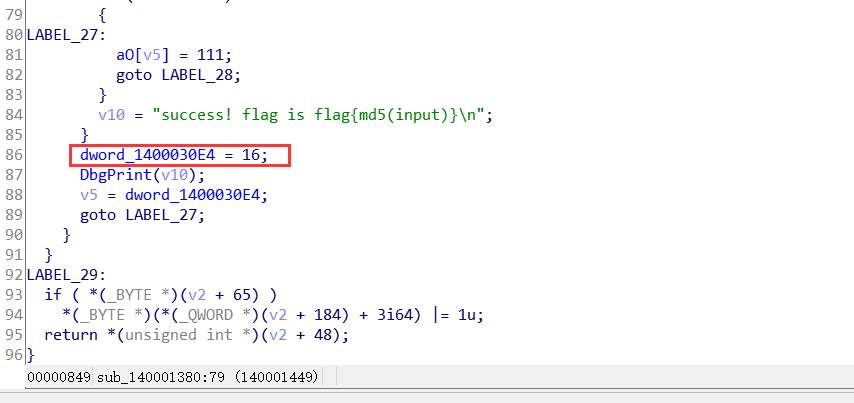 79 {
80 LABEL_27:
81 aO[v5] = 111;
82 goto LABEL_28;
83 }
84 v10 = "success! flag is flag{md5(input)}\n";
85 }
86 dword_1400030E4 = 16;
87 DbgPrint(v10);
88 v5 = dword_1400030E4;
89 goto LABEL_27;
90 }
91 }
92 LABEL_29:
93 if ( *(_BYTE *)(v2 + 65) )
94 *(_BYTE *)(*(_QWORD *)(v2 + 184) + 3i64) |= 1u;
95 return *(unsigned int *)(v2 + 48);
96 }
00000849 sub_140001380:79 (140001449)